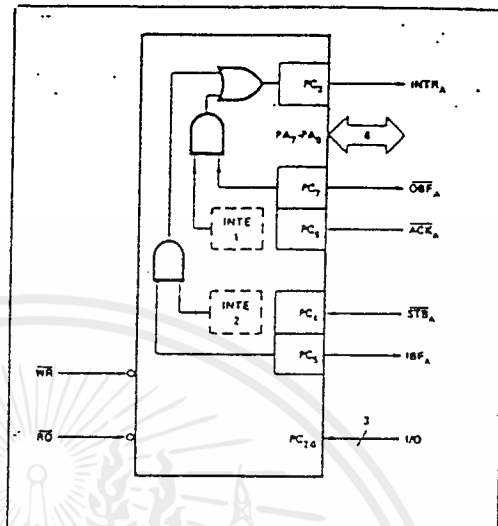 PC3
INTRA
PA7-PA0
4
PC7
OBFA
INTE
1
PC6
ACKA
INTE
2
PC4
STBA
PC5
IBFA
WR
RD
PC2-0
3
I/O